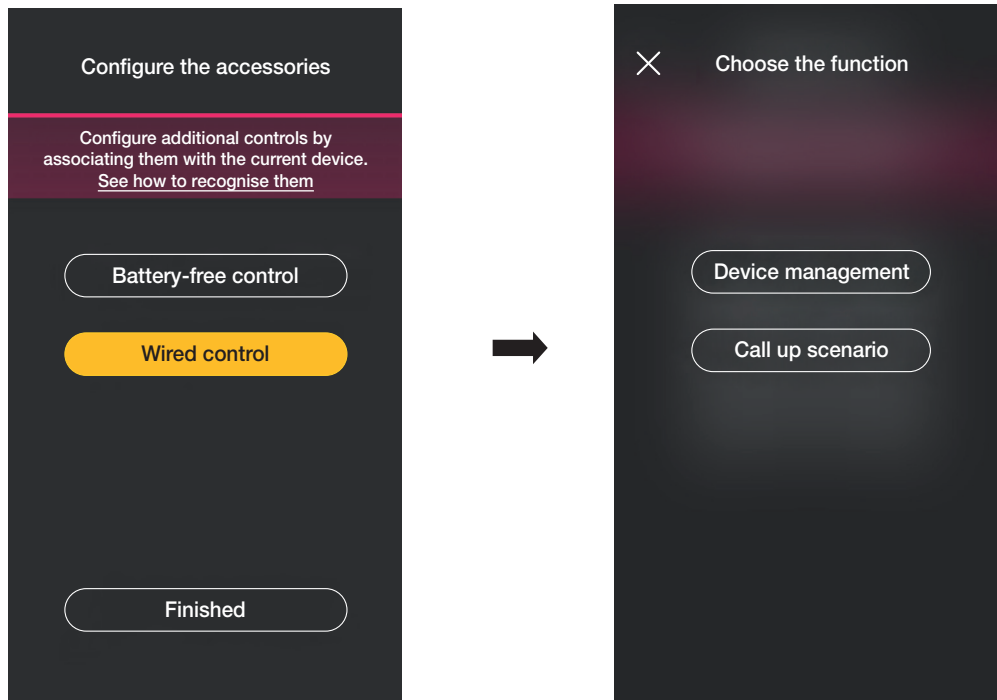 Configure the accessories
Configure additional controls by
associating them with the current device.
See how to recognise them
Battery-free control
Wired control
Finished
Choose the function
Device management
Call up scenario